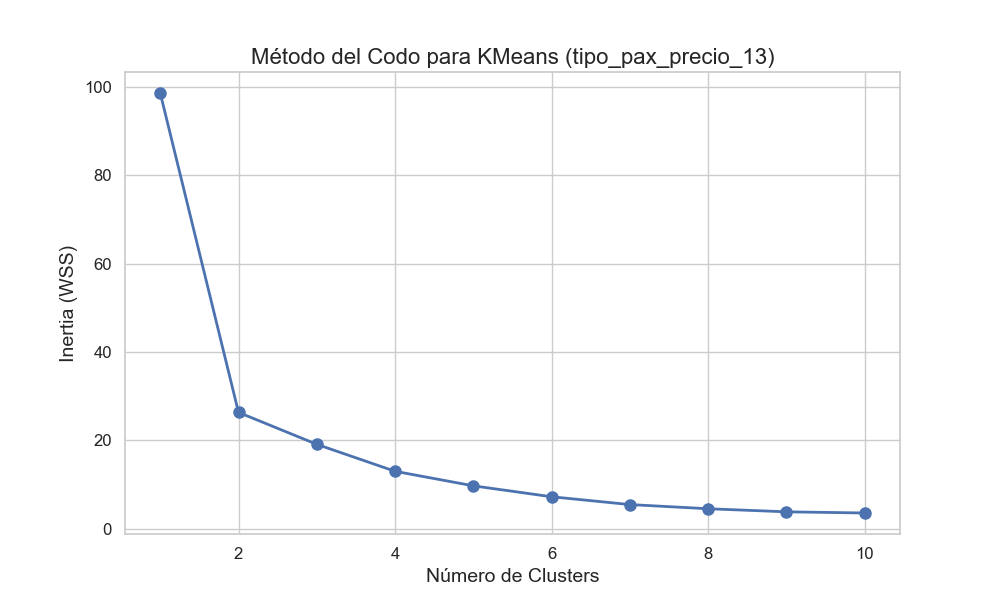 Método del Codo para KMeans (tipo_pax_precio_13)
100
80
60
40
20
0
Inertia (WSS)
2 4 6 8 10
Número de Clusters